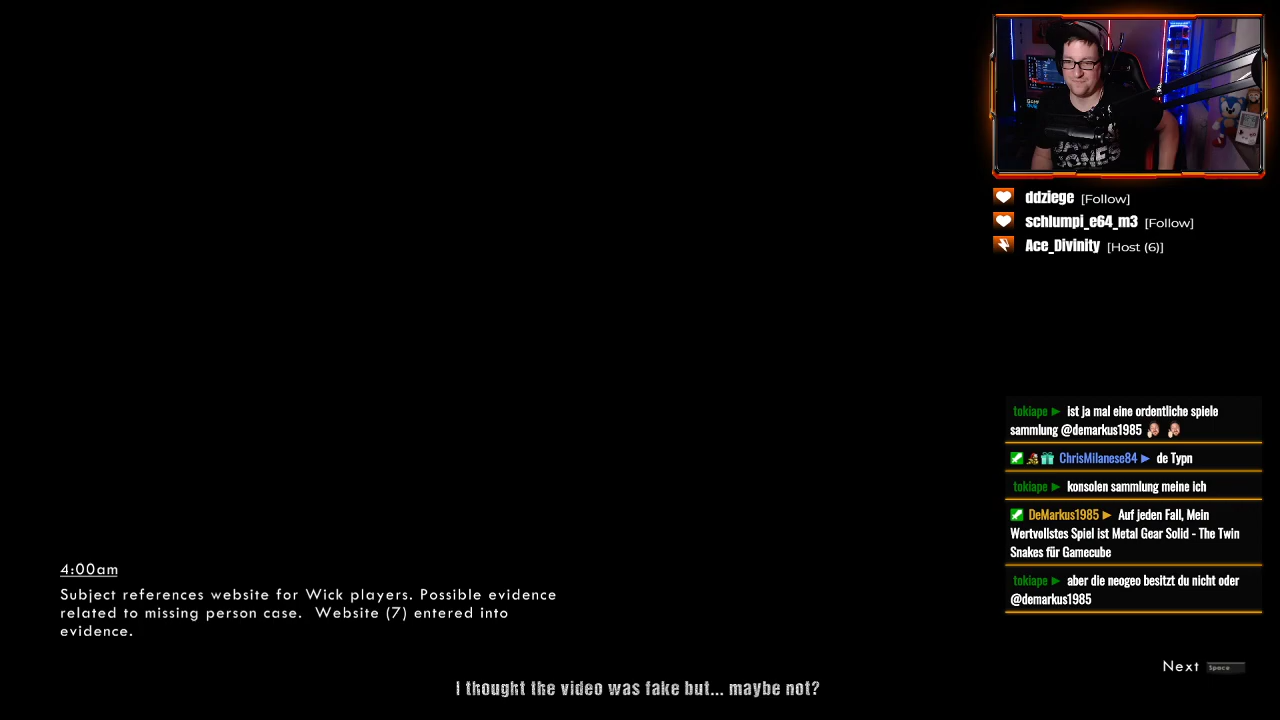 ddziege [Follow]
schlumpi_e64_m3 [Follow]
Ace_Divinity [Host (6)]
tokiape ► ist ja mal eine ordentliche spiele
sammlung @demarkus1985
ChrisMilanese84 ► de Typn
tokiape ► konsolen sammlung meine ich
DeMarkus1985 ► Auf jeden Fall, Mein
Wertvollstes Spiel ist Metal Gear Solid - The Twin
Snakes für Gamecube
tokiape ► aber die neogeo besitzt du nicht oder
@demarkus1985
4:00am
Subject references website for Wick players. Possible evidence
related to missing person case.  Website (7) entered into
evidence.
Next Space
I thought the video was fake but... maybe not?